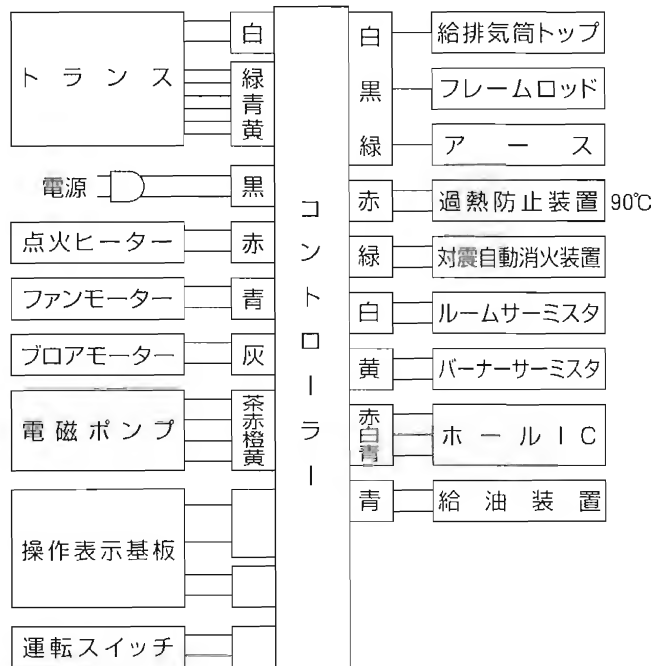 トランス
白
緑
青
黄
電源
黒
点火ヒーター
赤
ファンモーター
青
ブロアモーター
灰
電磁ポンプ
茶
赤
橙
黄
操作表示基板
運転スイッチ
コントローラー
白
給排気筒トップ
黒
フレームロッド
緑
アース
赤
過熱防止装置 90℃
緑
対震自動消火装置
白
ルームサーミスタ
黄
バーナーサーミスタ
赤
白
青
ホールIC
青
給油装置